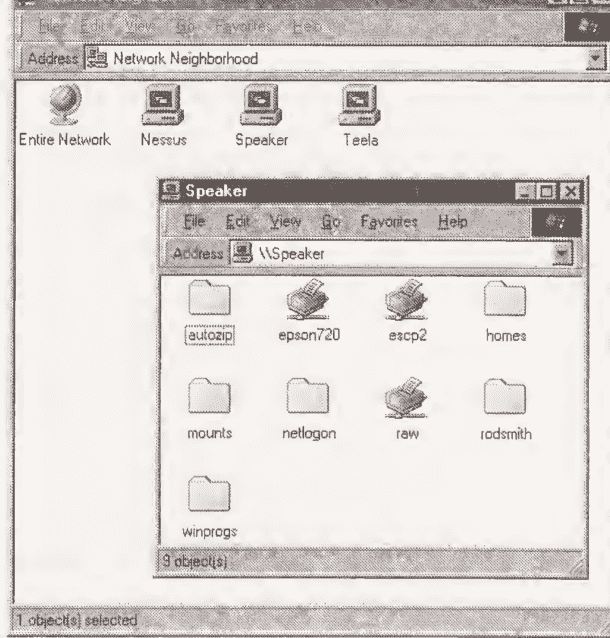 File Edit View Go Favorites Help
Address Network Neighborhood
Entire Network Nessus Speaker Teela
Speaker
File Edit View Go Favorites Help
Address \\Speaker
autozip epson720 escp2 homes
mounts netlogon raw rodsmith
winprogs
9 object(s)
1 object(s) selected